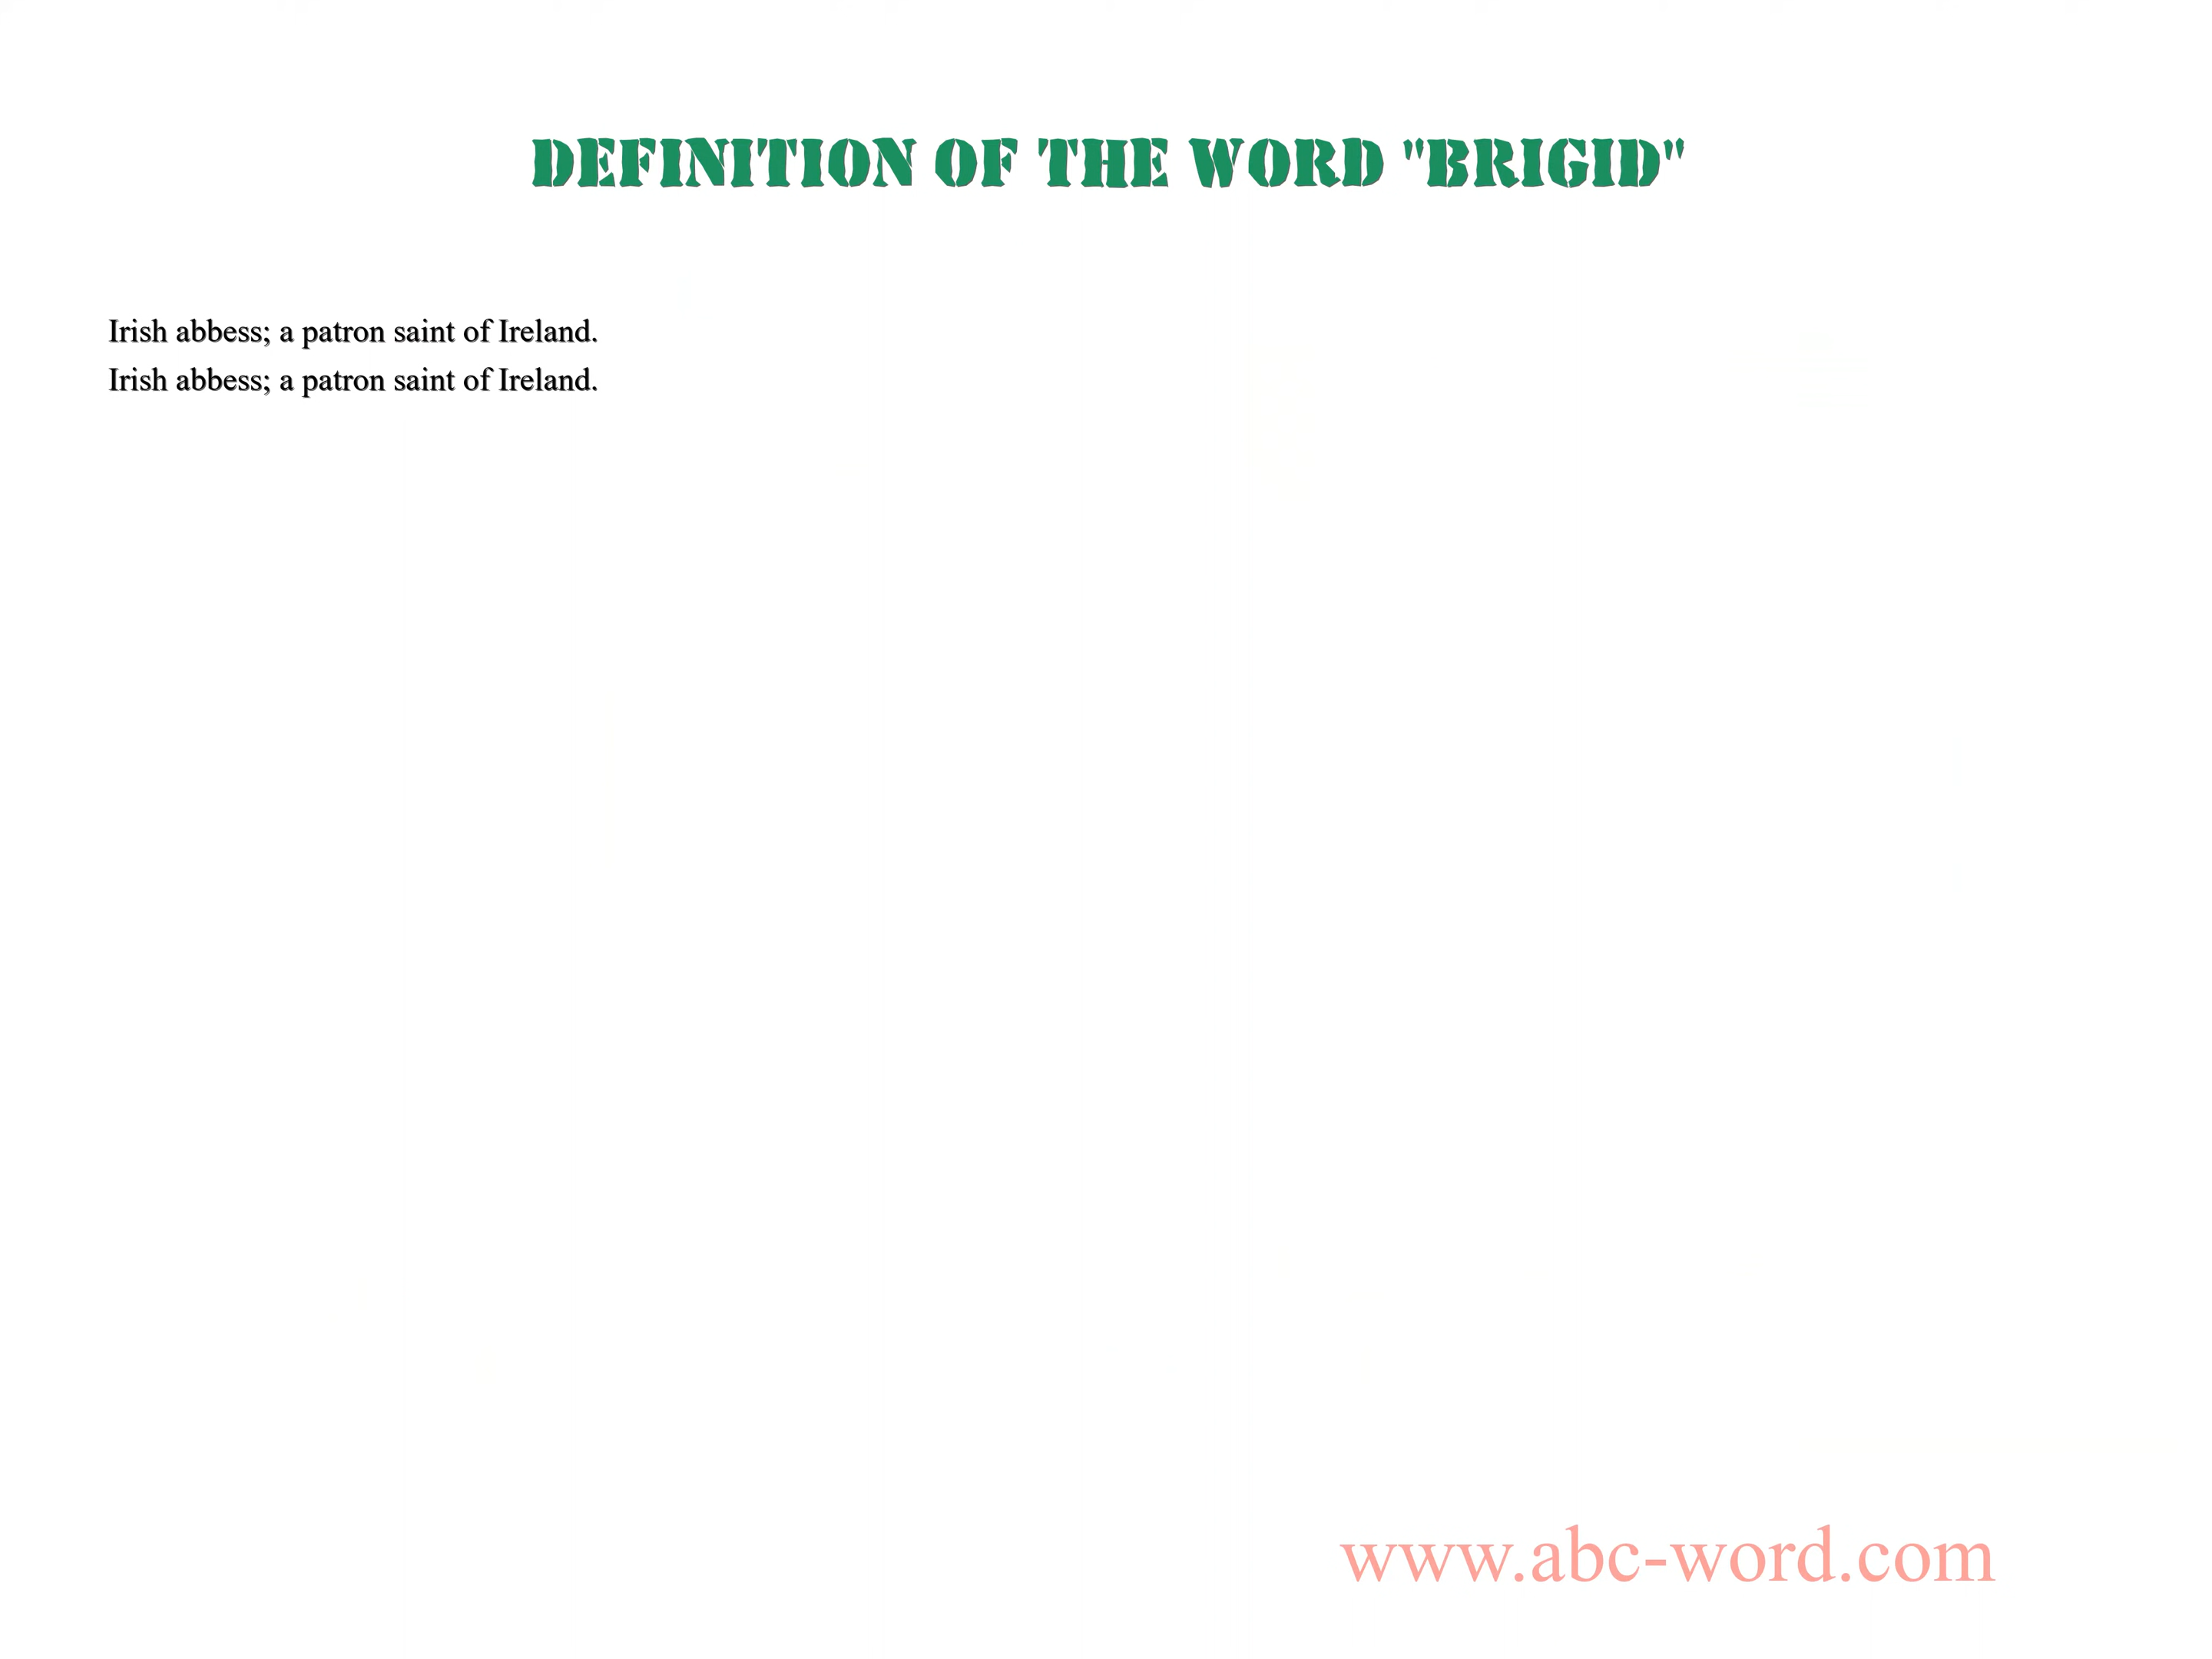 DEFINITION OF THE WORD "BRIGID"
Irish abbess; a patron saint of Ireland.
Irish abbess; a patron saint of Ireland.
www.abc-word.com